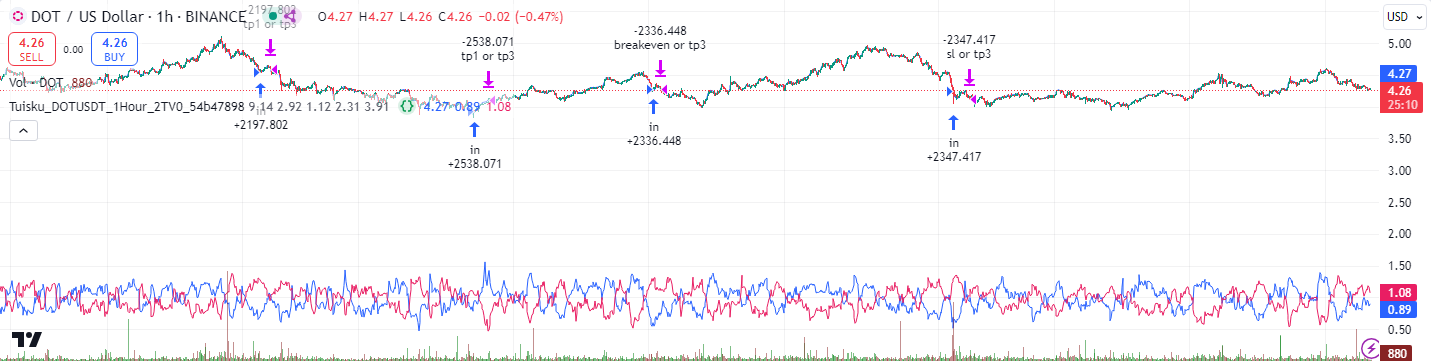 DOT / US Dollar · 1h · BINANCE
O4.27 H4.27 L4.26 C4.26 −0.02 (−0.47%)
USD
4.26
SELL
0.00
4.26
BUY
Vol · DOT 880
Tuisku_DOTUSDT_1Hour_2TV0_54b47898 9.14 2.92 1.12 2.31 3.91 4.27 0.89 1.08
-2197.802
tp1 or tp3
in
+2197.802
-2538.071
tp1 or tp3
in
+2538.071
-2336.448
breakeven or tp3
in
+2336.448
-2347.417
sl or tp3
in
+2347.417
5.00
4.27
4.26
25:10
3.50
3.00
2.50
2.00
1.50
1.08
0.89
0.50
880